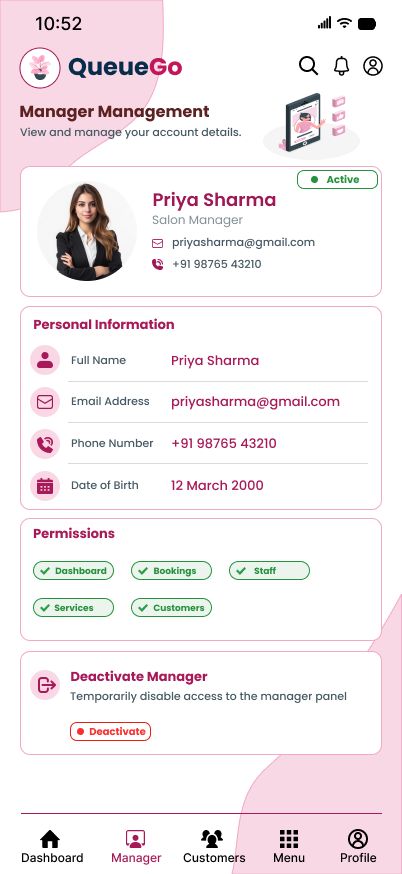 10:52
QueueGo
Manager Management
View and manage your account details.
Active
Priya Sharma
Salon Manager
priyasharma@gmail.com
+91 98765 43210
Personal Information
Full Name Priya Sharma
Email Address priyasharma@gmail.com
Phone Number +91 98765 43210
Date of Birth 12 March 2000
Permissions
Dashboard Bookings Staff
Services Customers
Deactivate Manager
Temporarily disable access to the manager panel
Deactivate
Dashboard Manager Customers Menu Profile